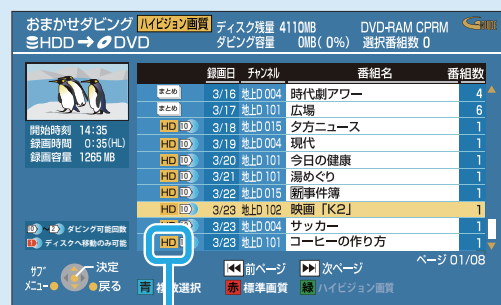 おまかせダビング ハイビジョン画質 ディスク残量 4110MB DVD-RAM CPRM
HDD → DVD ダビング容量 0MB( 0%) 選択番組数 0
録画日 チャンネル 番組名 番組数
まとめ 3/16 地上D 004 時代劇アワー 4
まとめ 3/17 地上D 101 広場 6
HD 10 3/18 地上D 015 夕方ニュース 1
HD 10 3/19 地上D 004 現代 1
HD 10 3/20 地上D 101 今日の健康 1
HD 10 3/21 地上D 101 湯めぐり 1
HD 10 3/22 地上D 015 新事件簿 1
HD 10 3/23 地上D 102 映画「K2」 1
HD 10 3/23 地上D 004 サッカー 1
HD 10 3/23 地上D 101 コーヒーの作り方 1
開始時刻 14:35
録画時間 0:35(HL)
録画容量 1265 MB
10 ~ 2 ダビング可能回数
1 ディスクへ移動のみ可能
サブメニュー 決定 戻る
前ページ 次ページ ページ 01/08
青 複数選択 赤 標準画質 緑 ハイビジョン画質